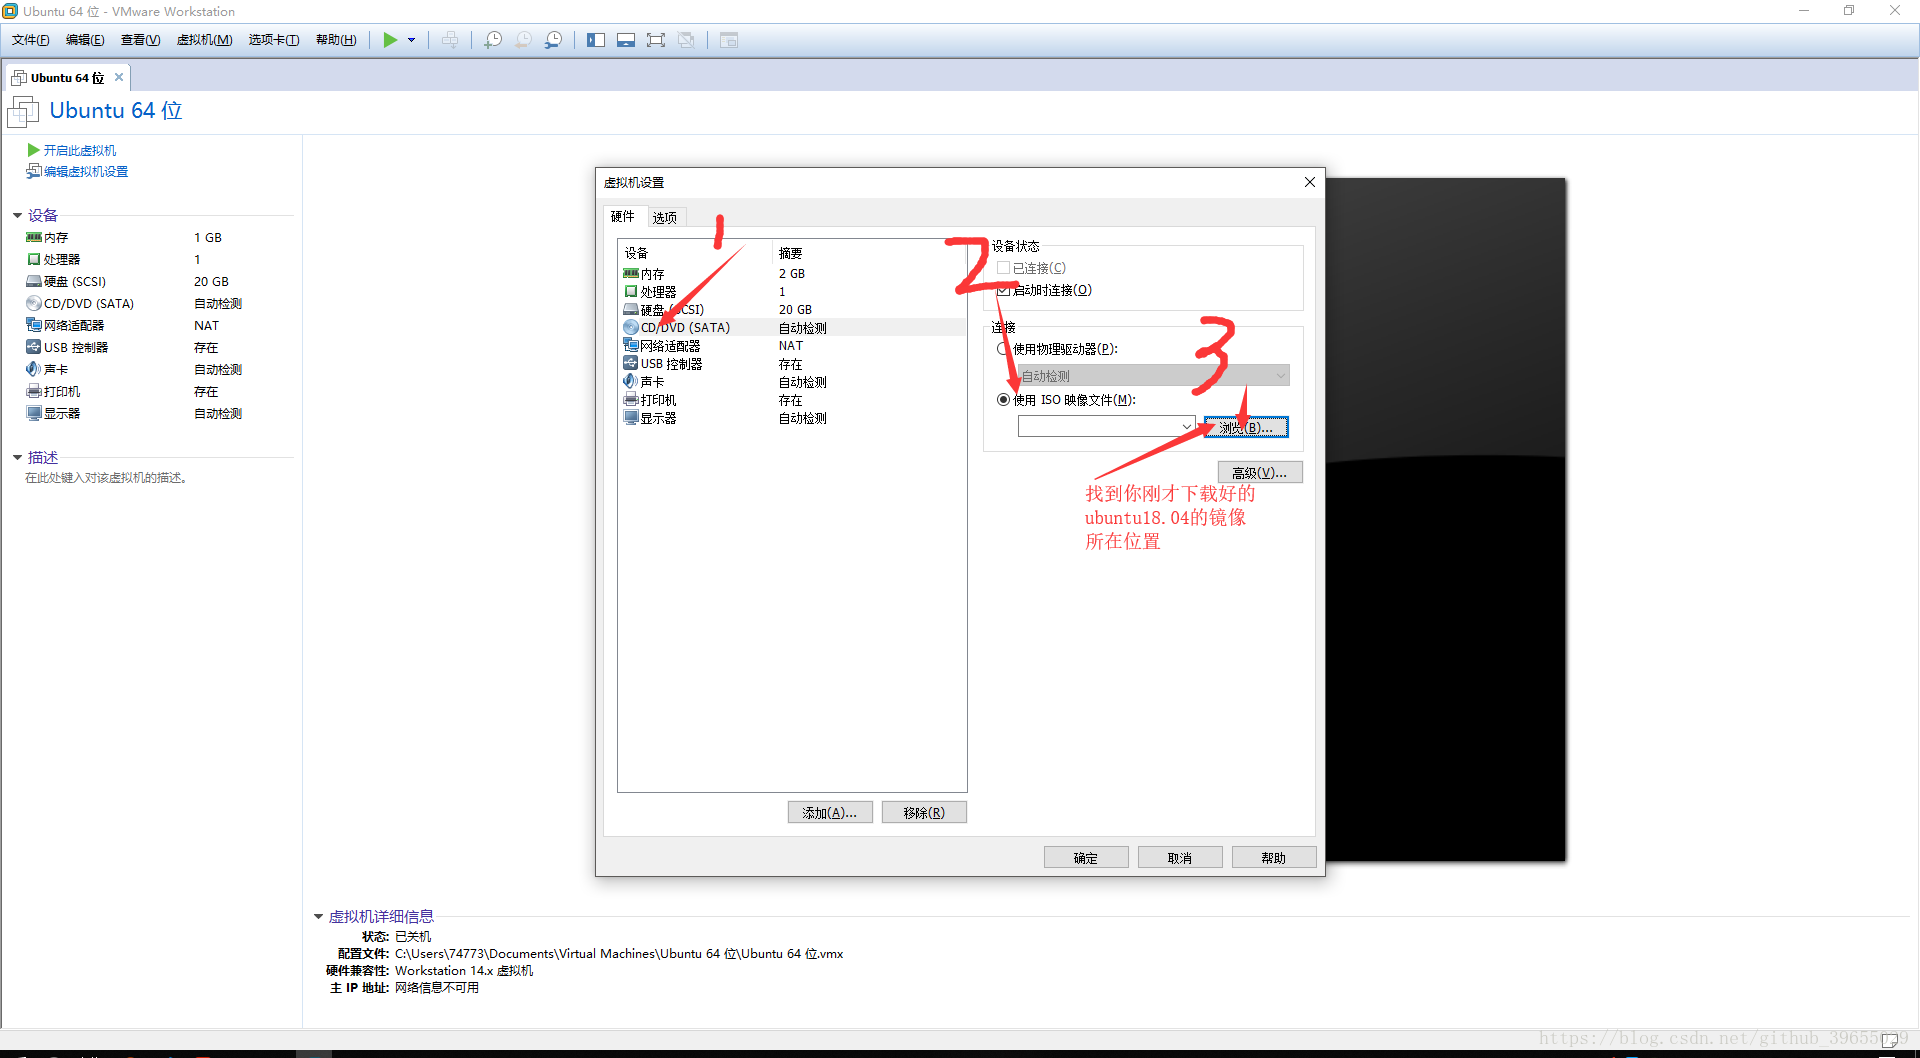 Ubuntu 64 位 - VMware Workstation
文件(F) 编辑(E) 查看(V) 虚拟机(M) 选项卡(T) 帮助(H)
Ubuntu 64 位
Ubuntu 64 位
开启此虚拟机
编辑虚拟机设置
设备
内存 1 GB
处理器 1
硬盘 (SCSI) 20 GB
CD/DVD (SATA) 自动检测
网络适配器 NAT
USB 控制器 存在
声卡 自动检测
打印机 存在
显示器 自动检测
描述
在此处键入对该虚拟机的描述。
虚拟机设置
硬件 选项
设备 摘要
内存 2 GB
处理器 1
硬盘 (SCSI) 20 GB
CD/DVD (SATA) 自动检测
网络适配器 NAT
USB 控制器 存在
声卡 自动检测
打印机 存在
显示器 自动检测
添加(A)... 移除(R)
1
2
3
设备状态
已连接(C)
启动时连接(O)
连接
使用物理驱动器(P):
自动检测
使用 ISO 映像文件(M):
浏览(B)...
高级(V)...
找到你刚才下载好的
ubuntu18.04的镜像
所在位置
确定 取消 帮助
虚拟机详细信息
状态: 已关机
配置文件: C:\Users\74773\Documents\Virtual Machines\Ubuntu 64 位\Ubuntu 64 位.vmx
硬件兼容性: Workstation 14.x 虚拟机
主 IP 地址: 网络信息不可用